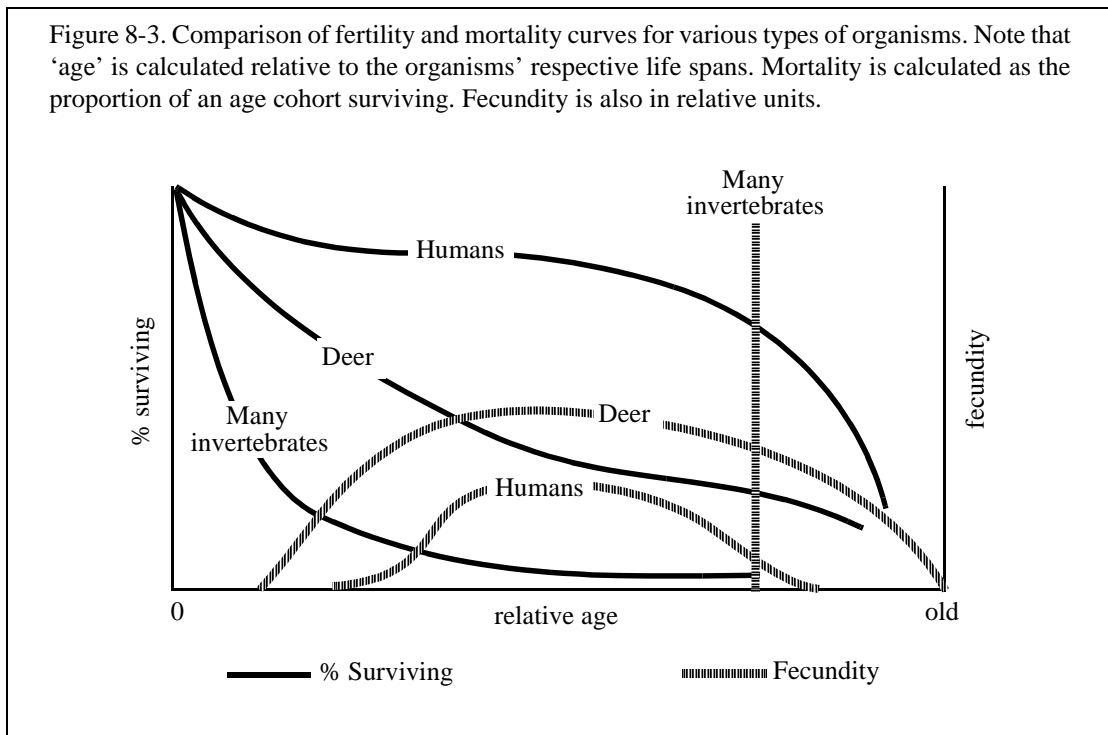 Figure 8-3. Comparison of fertility and mortality curves for various types of organisms. Note that
‘age’ is calculated relative to the organisms’ respective life spans. Mortality is calculated as the
proportion of an age cohort surviving. Fecundity is also in relative units.
Many
invertebrates
Humans
% surviving
Deer
fecundity
Many
invertebrates
Deer
Humans
0
relative age
old
% Surviving
Fecundity